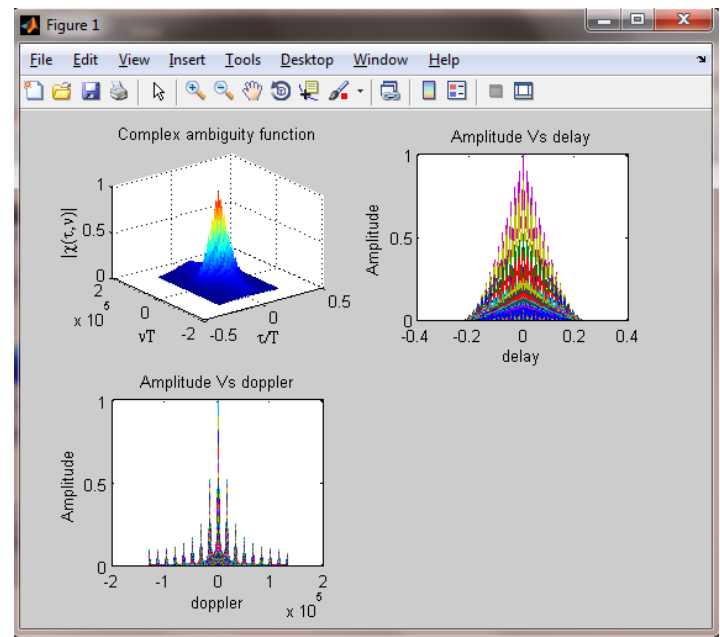 Figure 1
File Edit View Insert Tools Desktop Window Help
Complex ambiguity function
|χ(τ,ν)|
1
0.5
0
2
x 10^5
0
-2
νT
-0.5
0
0.5
τ/T
Amplitude Vs delay
Amplitude
1
0.5
0
-0.4 -0.2 0 0.2 0.4
delay
Amplitude Vs doppler
Amplitude
1
0.5
0
-2 -1 0 1 2
doppler
x 10^5